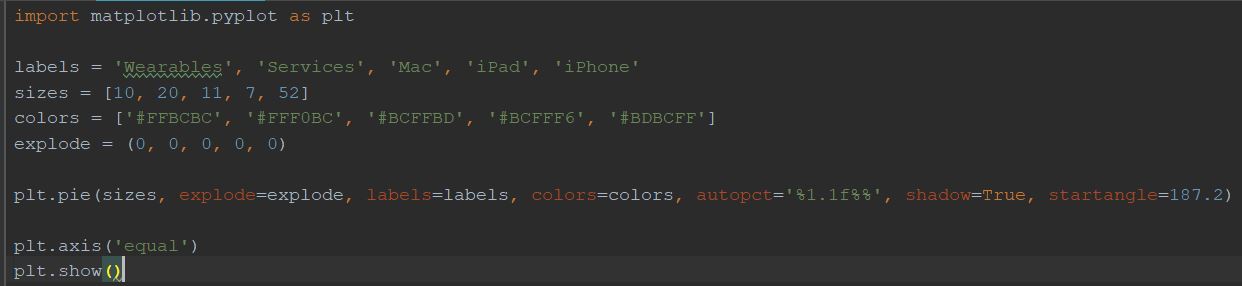 import matplotlib.pyplot as plt
labels = 'Wearables', 'Services', 'Mac', 'iPad', 'iPhone'
sizes = [10, 20, 11, 7, 52]
colors = ['#FFBCBC', '#FFF0BC', '#BCFFBD', '#BCFFF6', '#BDBCFF']
explode = (0, 0, 0, 0, 0)
plt.pie(sizes, explode=explode, labels=labels, colors=colors, autopct='%1.1f%%', shadow=True, startangle=187.2)
plt.axis('equal')
plt.show()